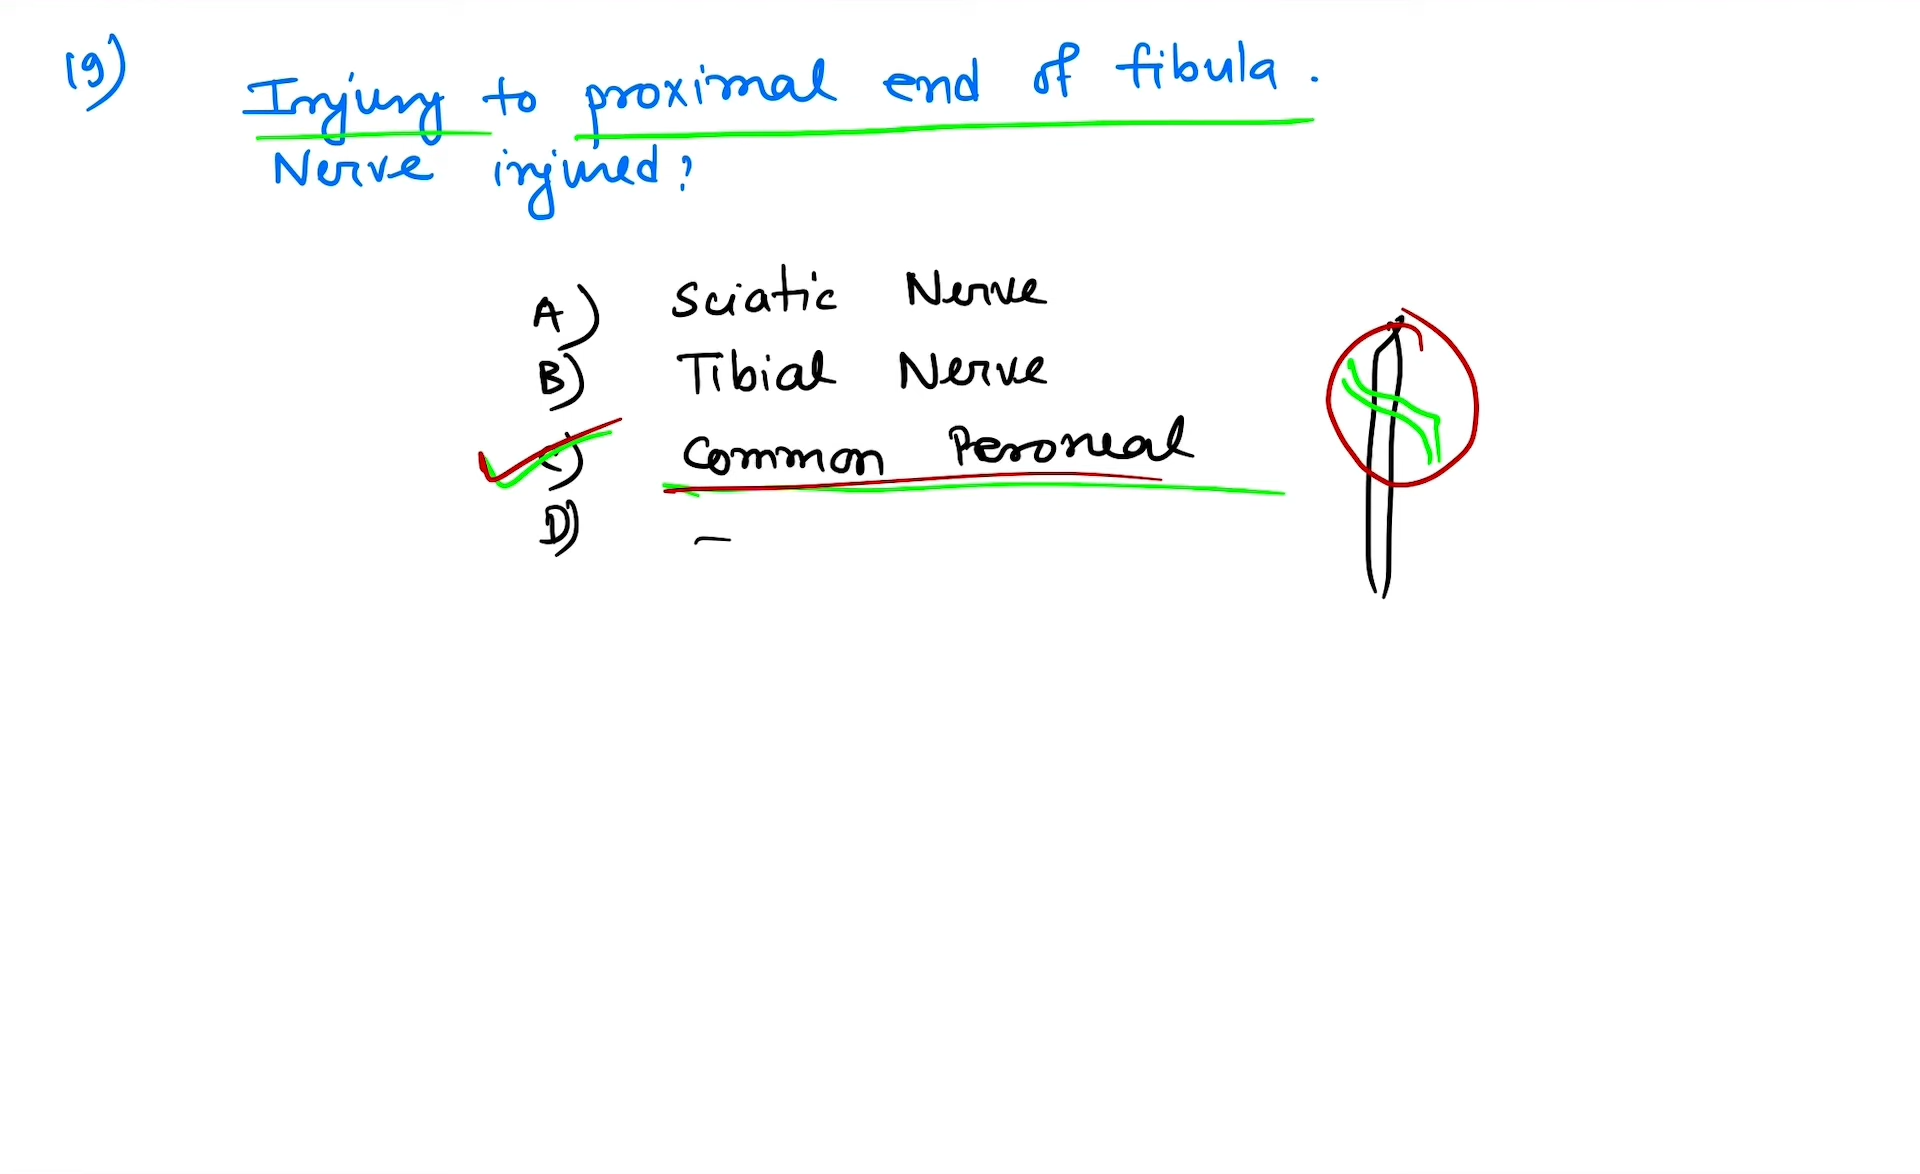 19)
Injury to proximal end of fibula.
Nerve injured?
A) Sciatic Nerve
B) Tibial Nerve
C) Common Peroneal
D) –